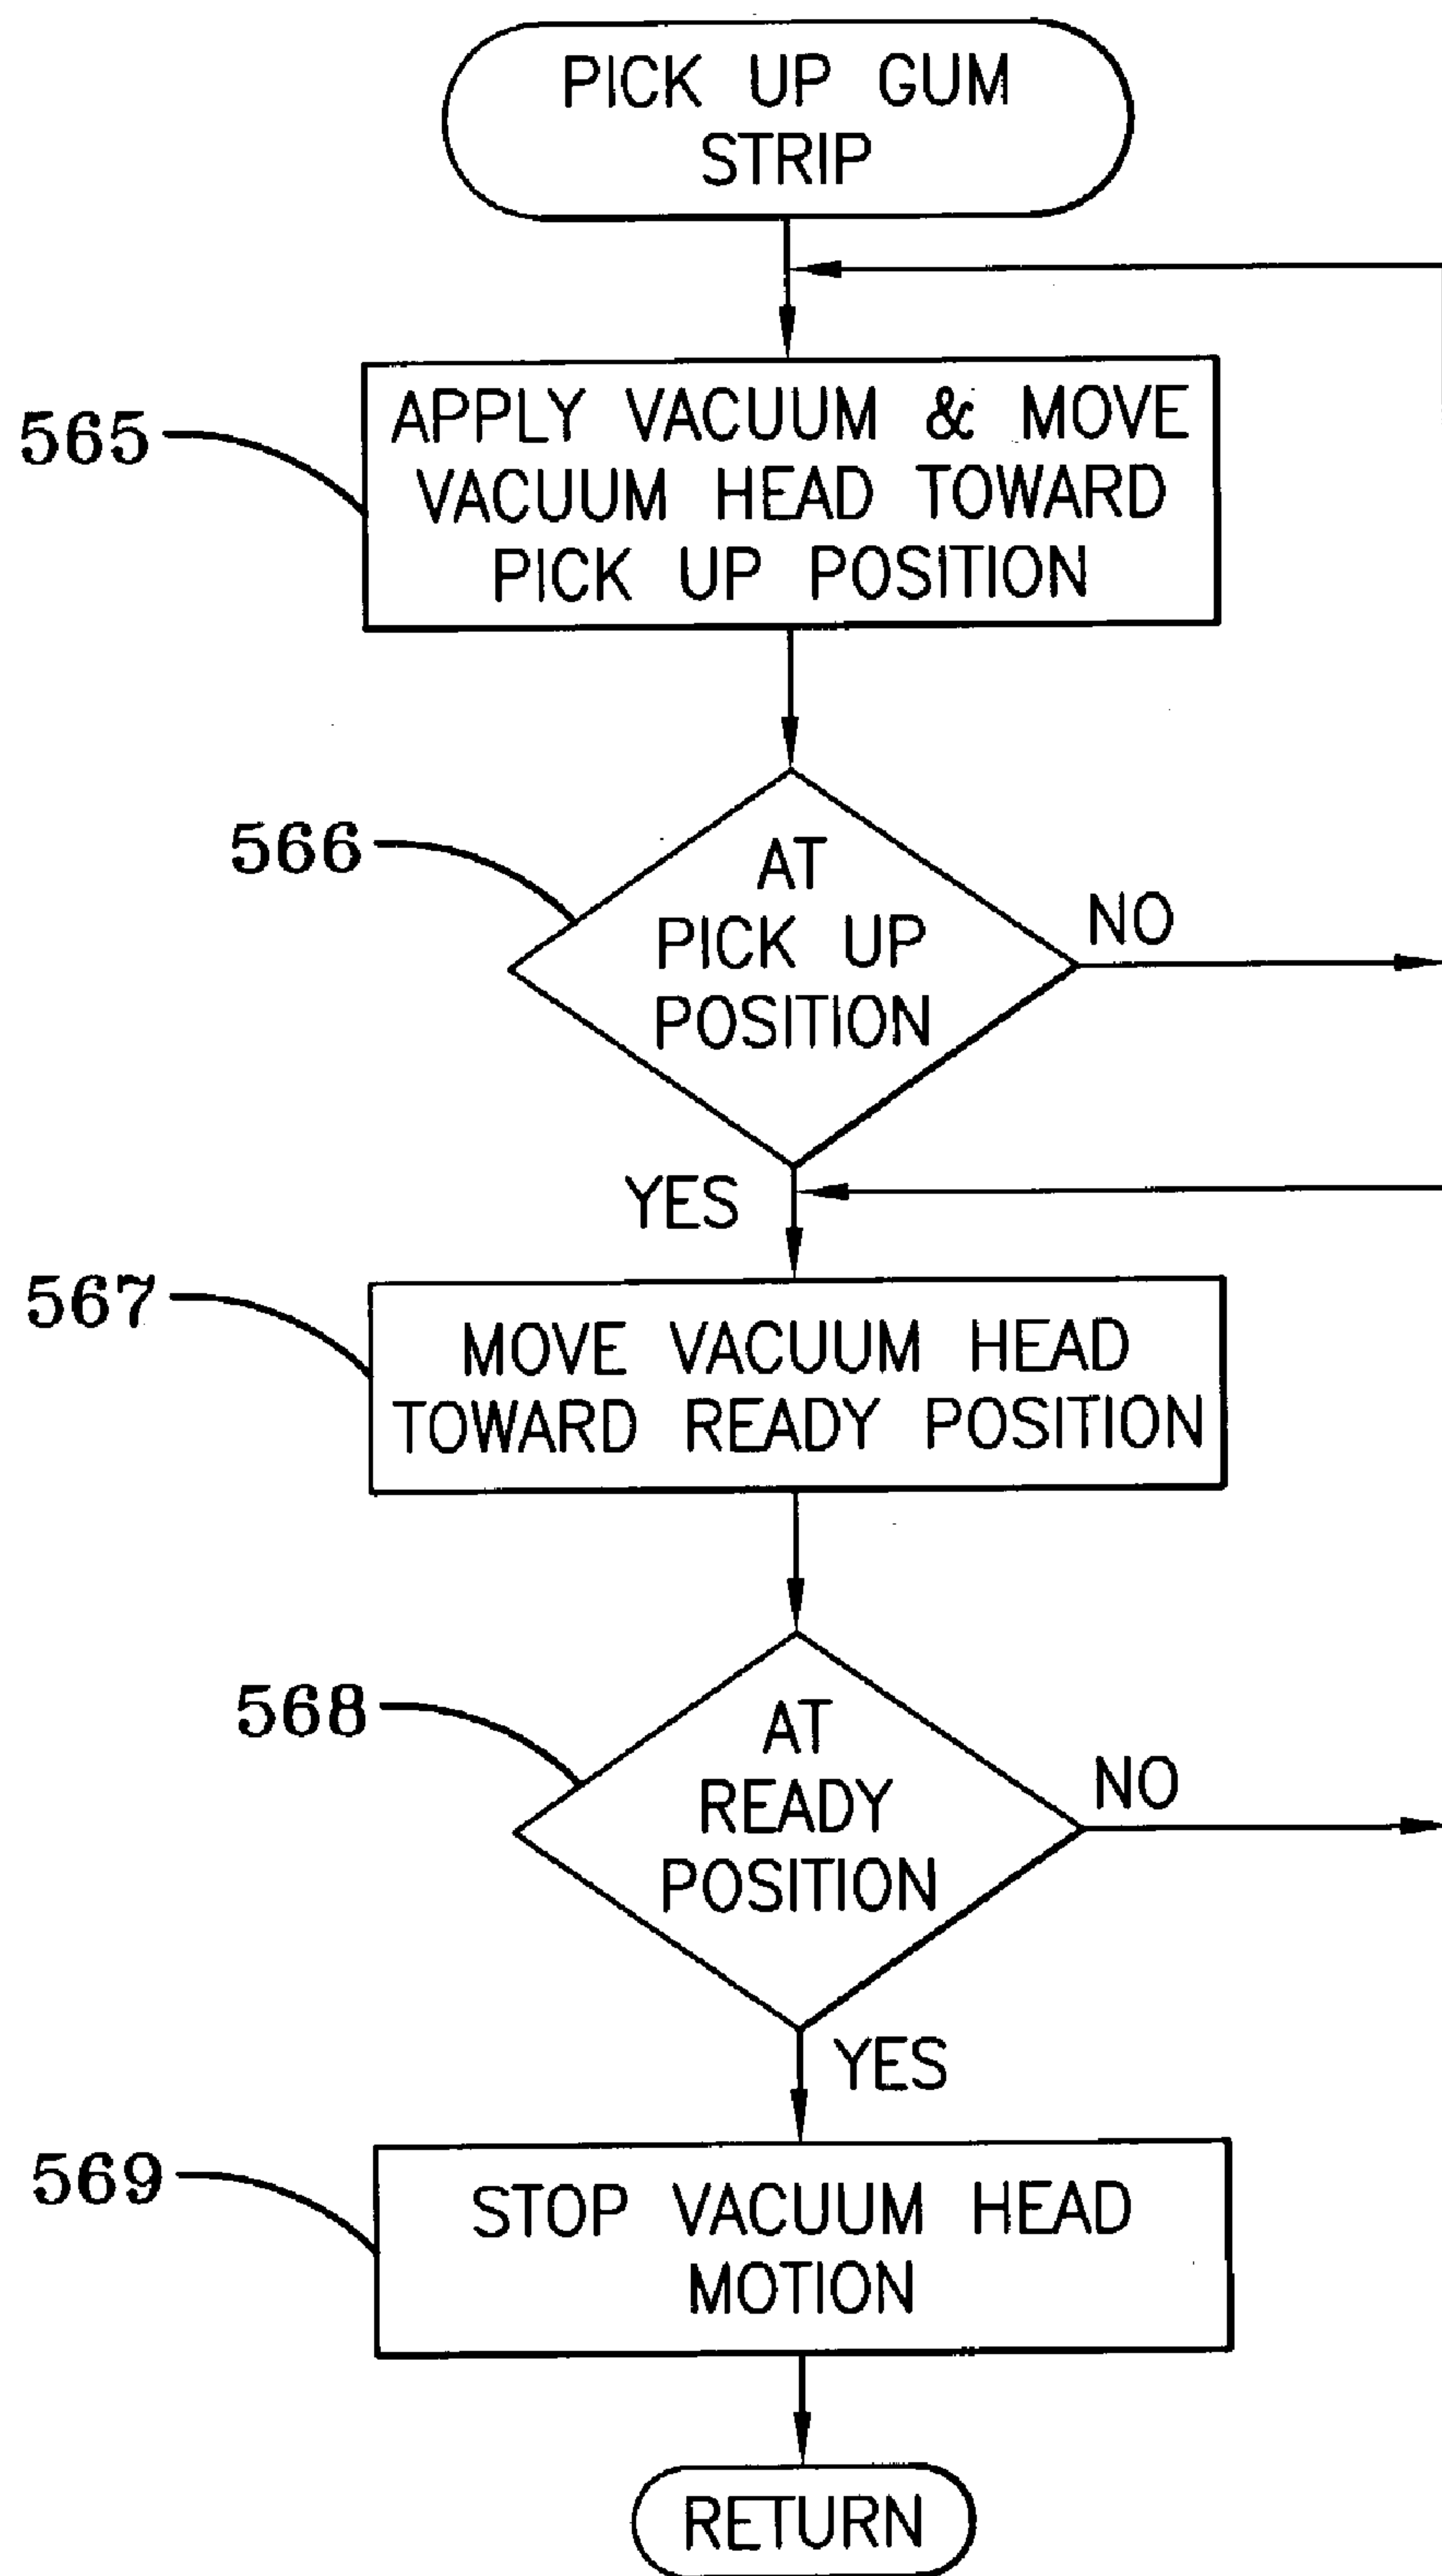 PICK UP GUM
STRIP
565
APPLY VACUUM & MOVE
VACUUM HEAD TOWARD
PICK UP POSITION
566
AT
PICK UP
POSITION
NO
YES
567
MOVE VACUUM HEAD
TOWARD READY POSITION
568
AT
READY
POSITION
NO
YES
569
STOP VACUUM HEAD
MOTION
RETURN